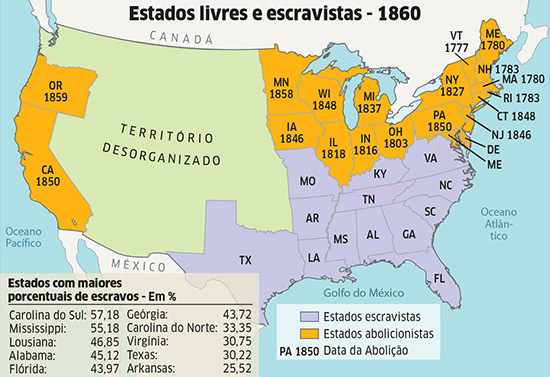 Estados livres e escravistas - 1860
CANADÁ
VT
1777
ME
1780
NH 1783
MA 1780
RI 1783
CT 1848
NJ 1846
DE
ME
NY
1827
PA
1850
OR
1859
MN
1858
WI
1848
MI
1837
IA
1846
IL
1818
IN
1816
OH
1803
CA
1850
TERRITÓRIO
DESORGANIZADO
MO
KY
VA
NC
TN
SC
AR
MS
AL
GA
LA
TX
FL
Oceano
Pacífico
Oceano
Atlân-
tico
MÉXICO
Golfo do México
Estados com maiores
porcentuais de escravos - Em %
Carolina do Sul: 57,18
Mississippi: 55,18
Lousiana: 46,85
Alabama: 45,12
Flórida: 43,97
Geórgia: 43,72
Carolina do Norte: 33,35
Virginia: 30,75
Texas: 30,22
Arkansas: 25,52
Estados escravistas
Estados abolicionistas
PA 1850 Data da Abolição